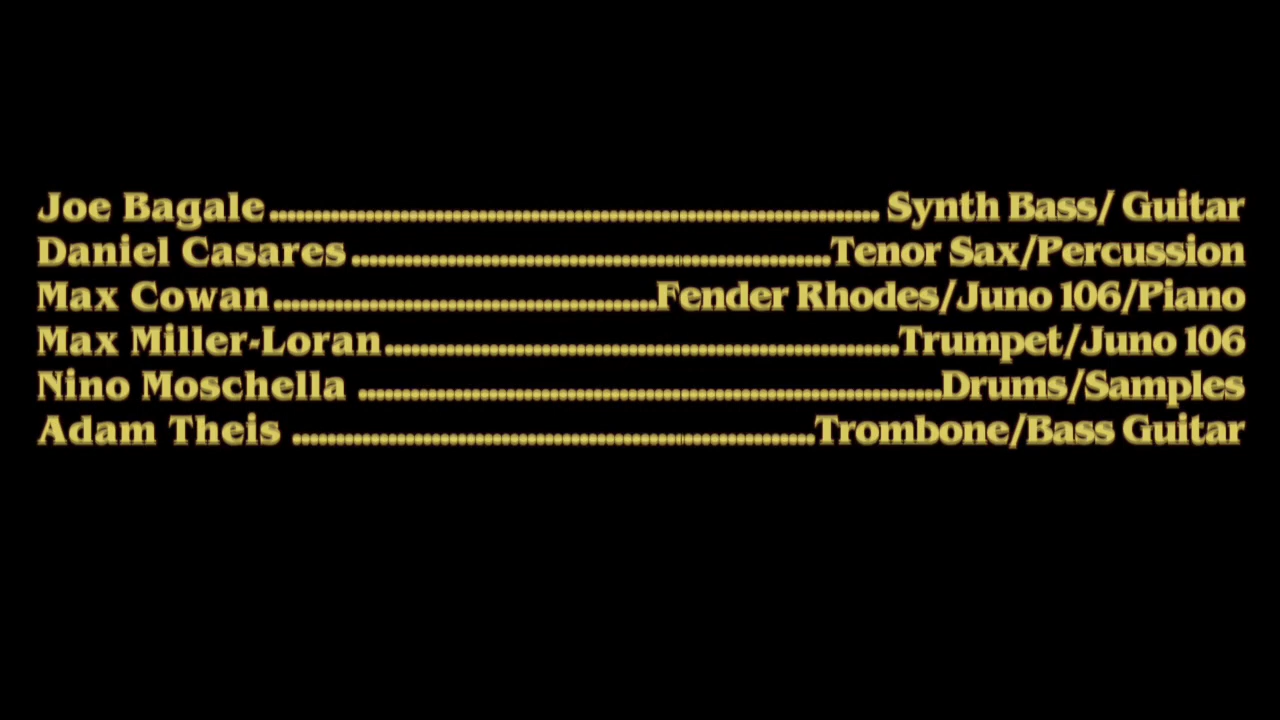 Joe Bagale........................................................................ Synth Bass/ Guitar
Daniel Casares........................................................Tenor Sax/Percussion
Max Cowan.............................................Fender Rhodes/Juno 106/Piano
Max Miller-Loran............................................................Trumpet/Juno 106
Nino Moschella ....................................................................Drums/Samples
Adam Theis .............................................................Trombone/Bass Guitar